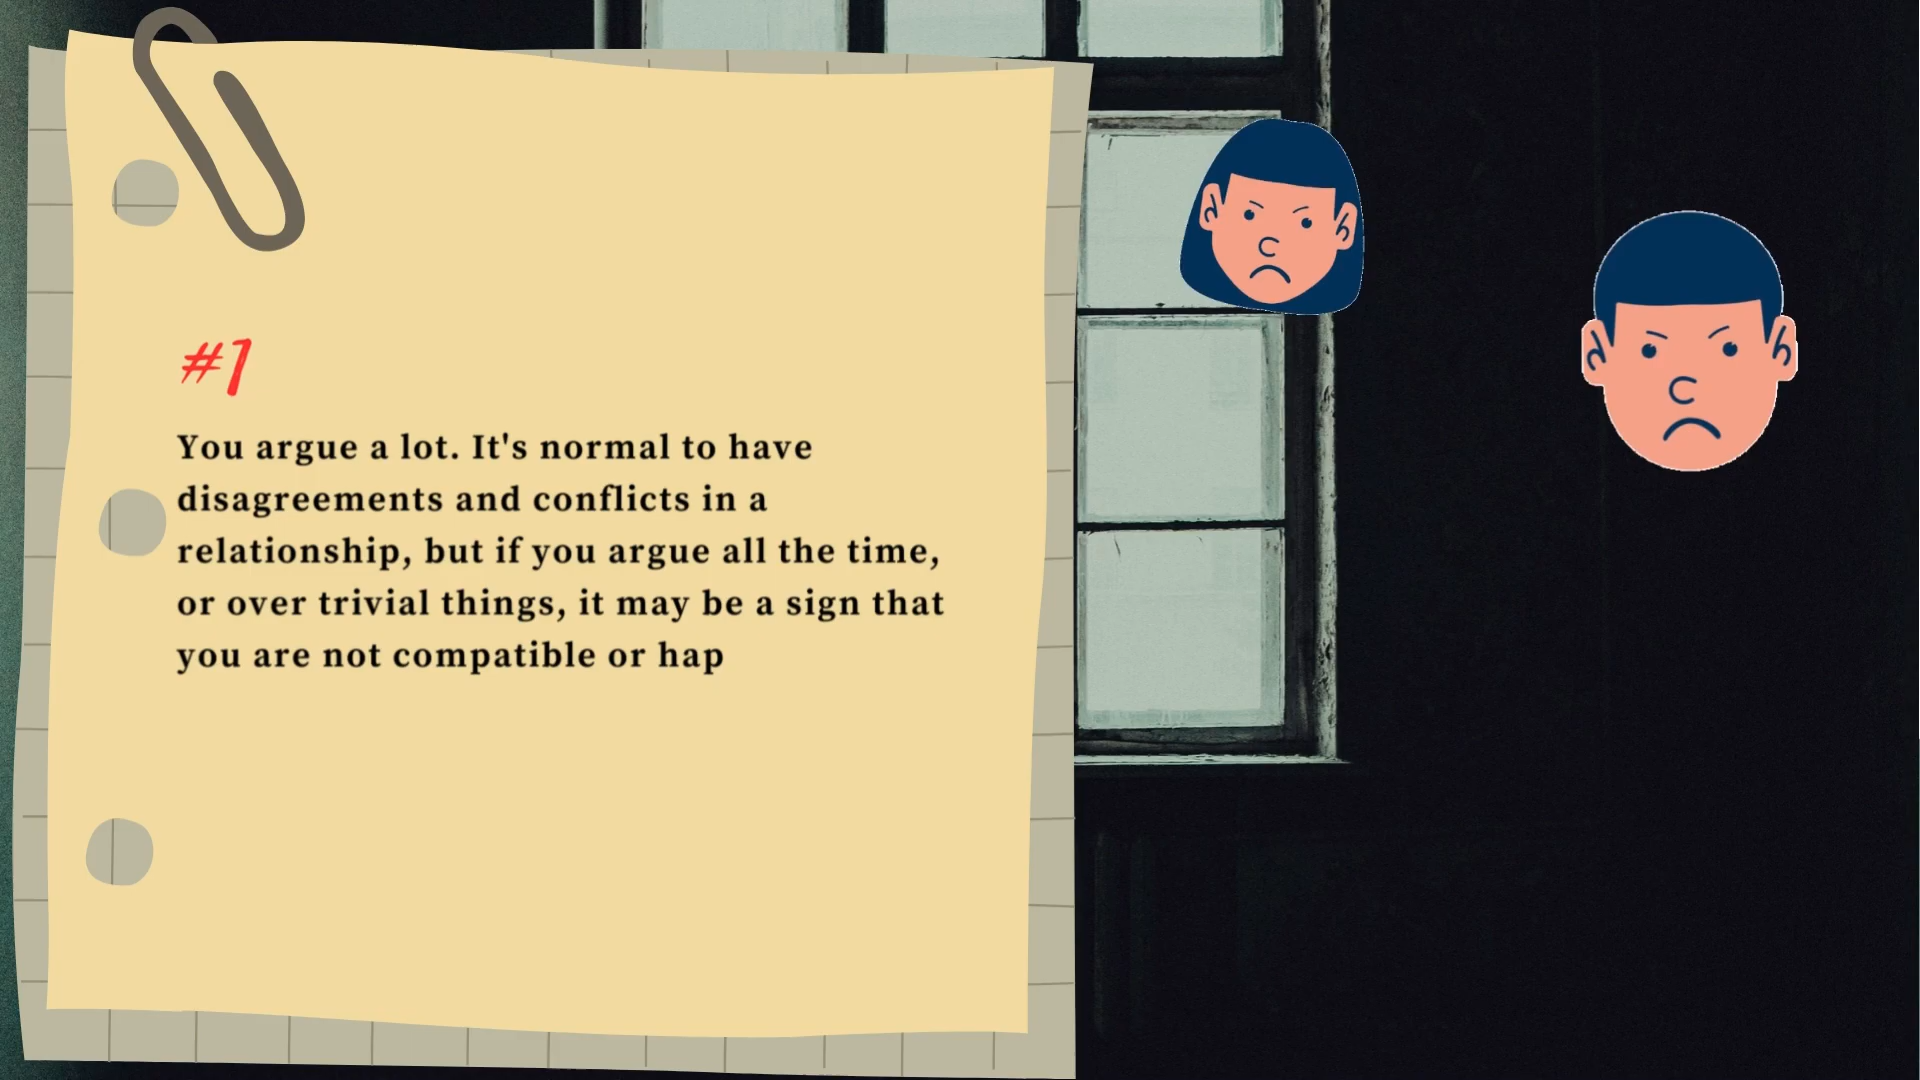 #1
You argue a lot. It's normal to have
disagreements and conflicts in a
relationship, but if you argue all the time,
or over trivial things, it may be a sign that
you are not compatible or hap